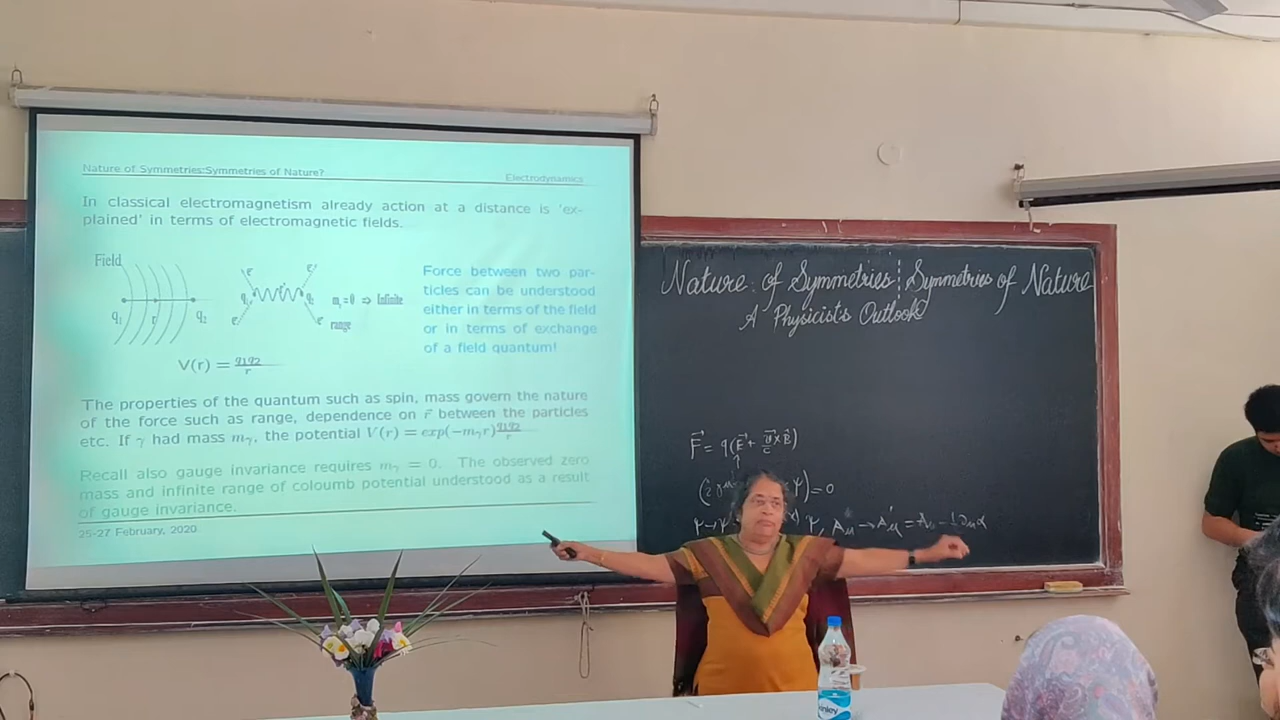 Nature of Symmetries:Symmetries of Nature?
Electrodynamics
In classical electromagnetism already action at a distance is 'ex-
plained' in terms of electromagnetic fields.
Field
q₁ r q₂
e e
q₁ q₂
e e
mᵧ = 0 ⇒ Infinite
range
Force between two par-
ticles can be understood
either in terms of the field
or in terms of exchange
of a field quantum!
V(r) = q1q2/r
The properties of the quantum such as spin, mass govern the nature
of the force such as range, dependence on r⃗ between the particles
etc. If γ had mass mᵧ, the potential V(r) = exp(−mᵧr) q1q2/r
Recall also gauge invariance requires mᵧ = 0. The observed zero
mass and infinite range of coloumb potential understood as a result
of gauge invariance.
25-27 February, 2020
Nature of Symmetries: Symmetries of Nature
A Physicist's Outlook
F⃗ = q(E⃗ + v⃗/c × B⃗)
ψ) = 0
ψ → ψ ψ, Aμ → A'μ = Aμ − 1 ∂μα
Kinley